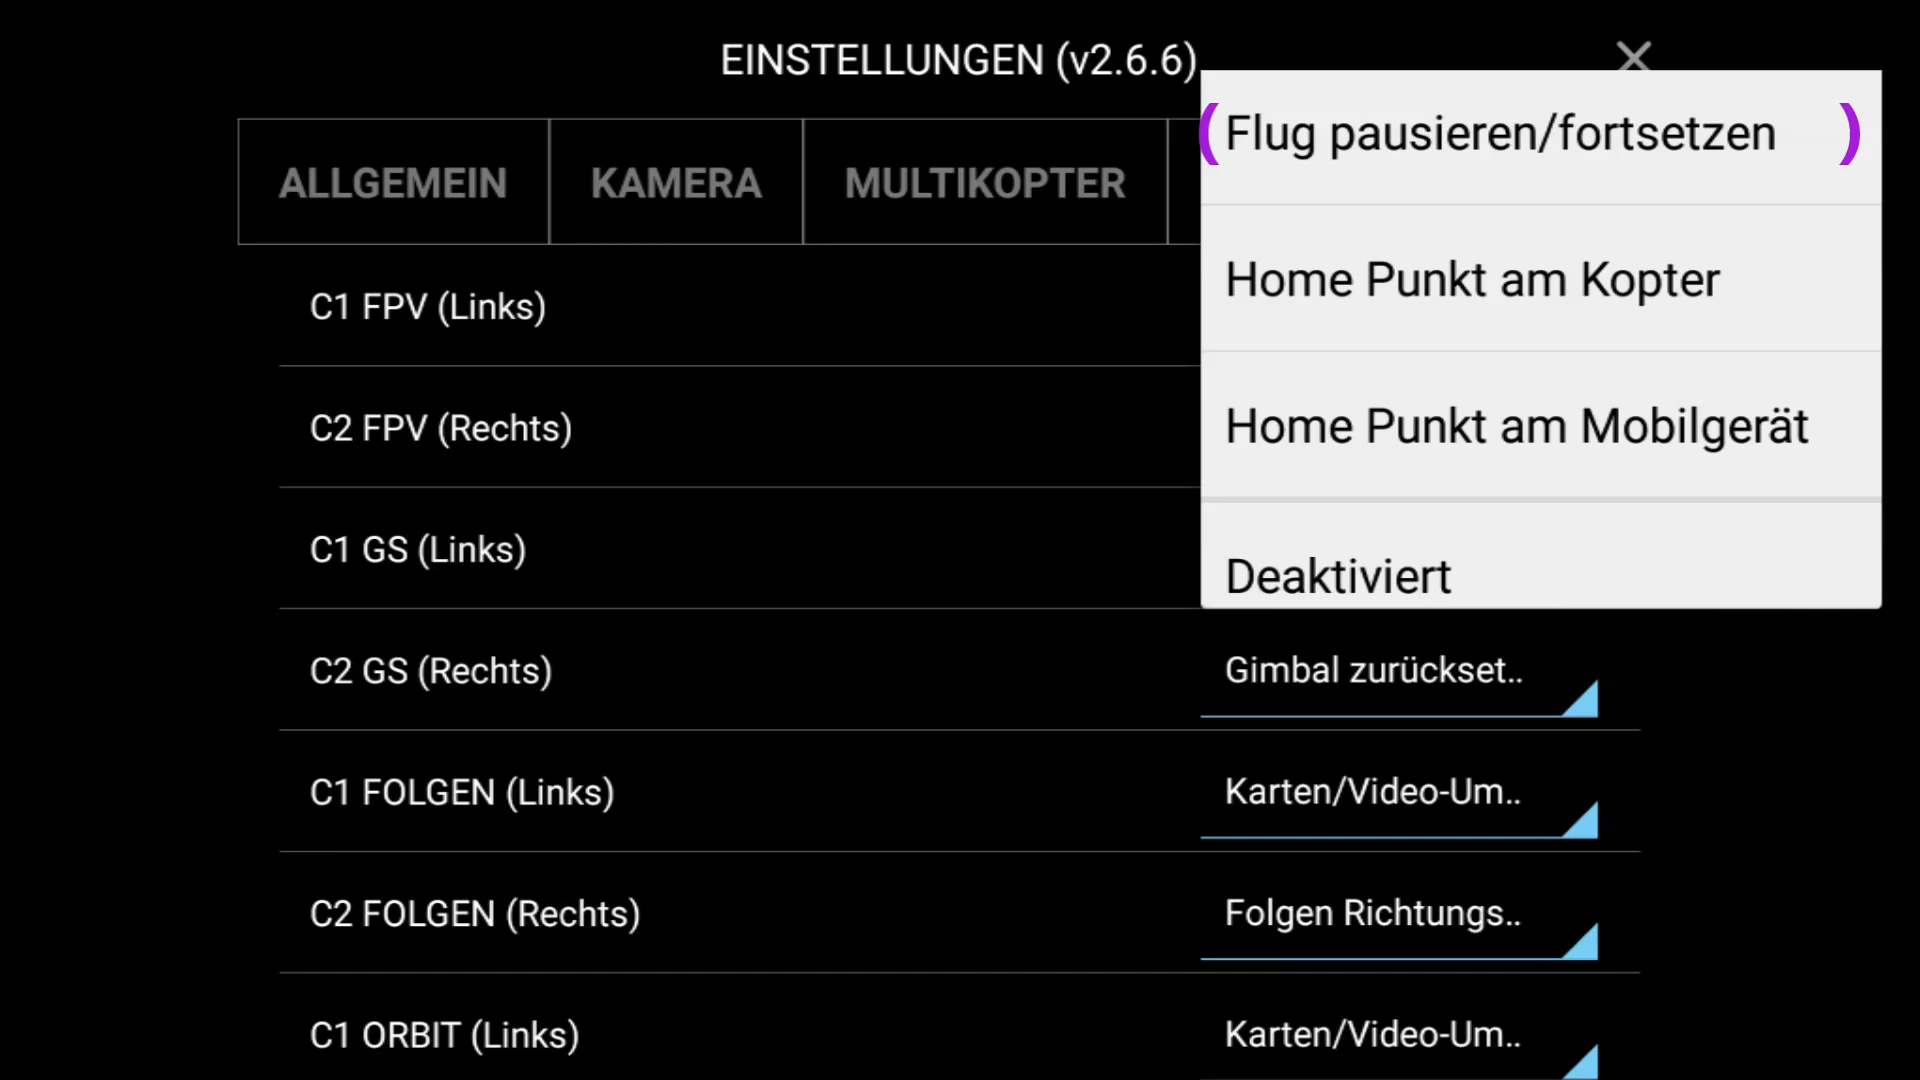 EINSTELLUNGEN (v2.6.6)
ALLGEMEIN
KAMERA
MULTIKOPTER
Flug pausieren/fortsetzen
Home Punkt am Kopter
Home Punkt am Mobilgerät
Deaktiviert
C1 FPV (Links)
C2 FPV (Rechts)
C1 GS (Links)
C2 GS (Rechts)
Gimbal zurückset..
C1 FOLGEN (Links)
Karten/Video-Um..
C2 FOLGEN (Rechts)
Folgen Richtungs..
C1 ORBIT (Links)
Karten/Video-Um..